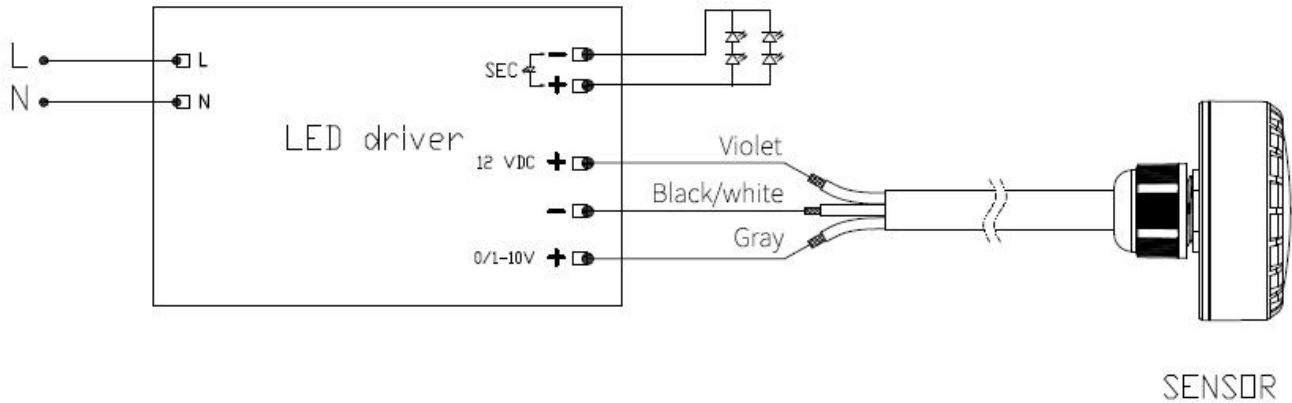 L
N
L
N
LED driver
SEC
−
+
12 VDC +
−
0/1-10V +
Violet
Black/white
Gray
SENSOR